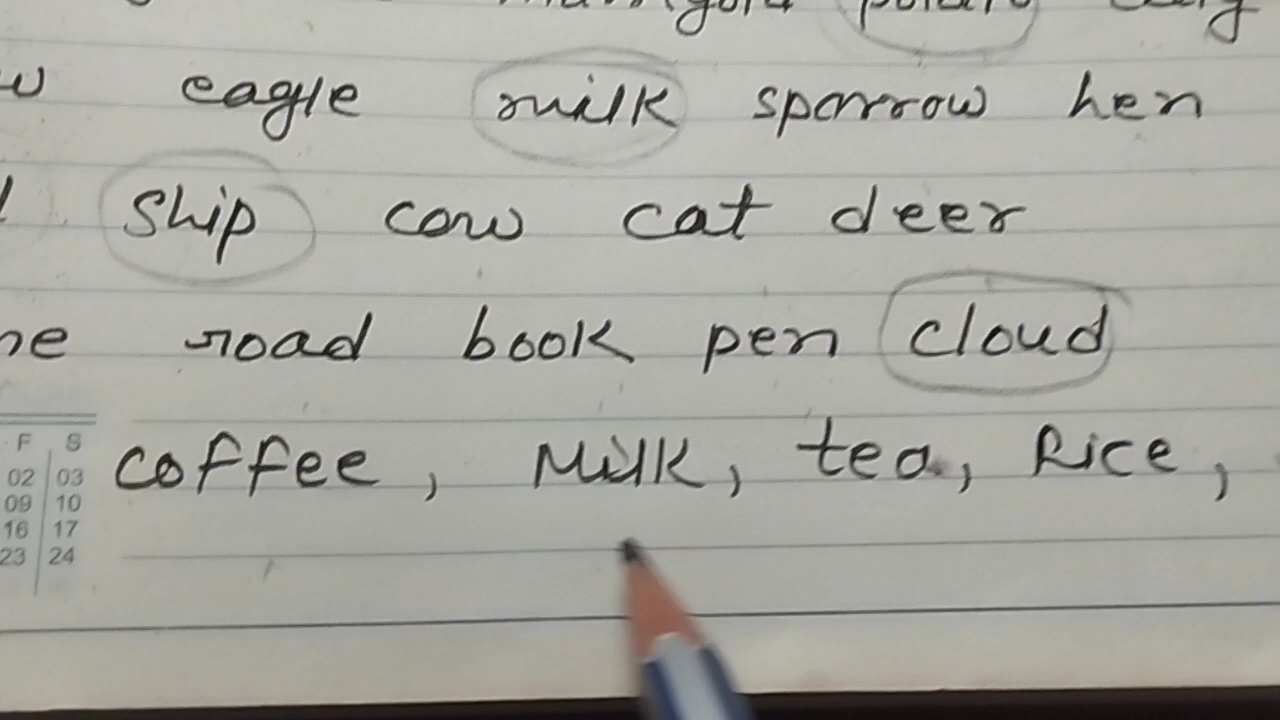 eagle milk sparrow hen
Ship cow cat deer
road book pen cloud
coffee, Milk, tea, Rice,
F S
02 03
09 10
16 17
23 24